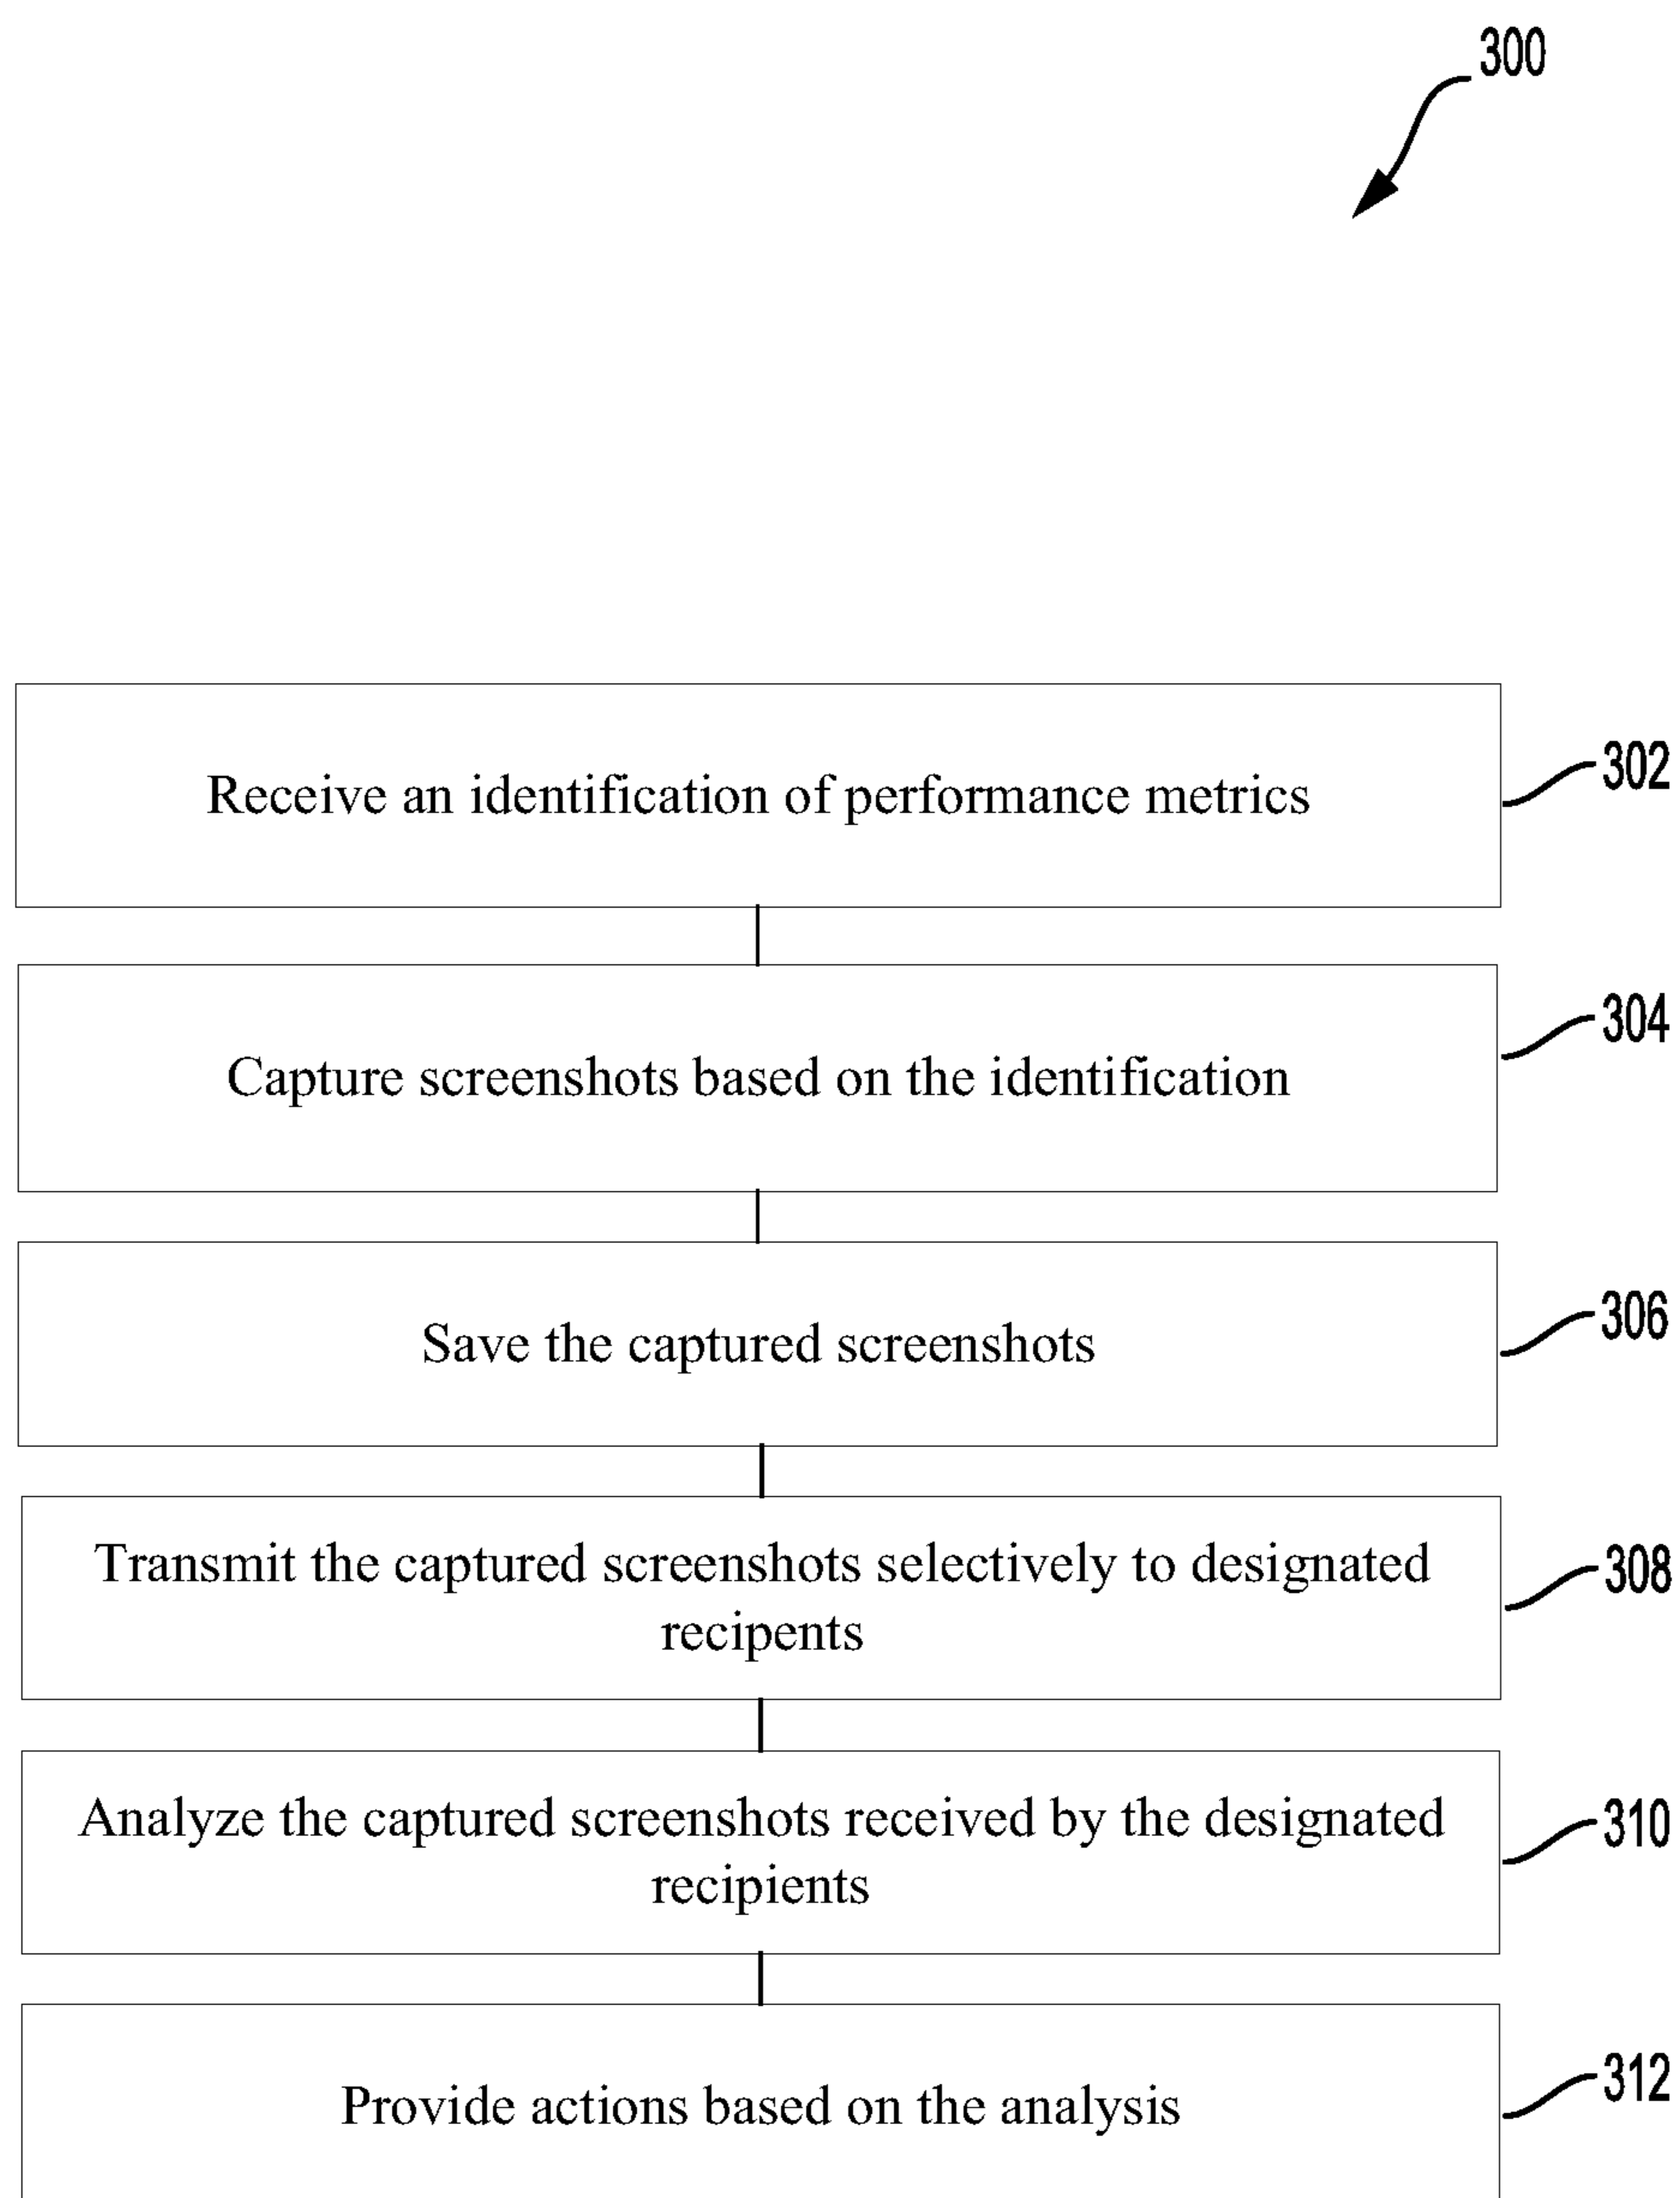 300
Receive an identification of performance metrics
302
Capture screenshots based on the identification
304
Save the captured screenshots
306
Transmit the captured screenshots selectively to designated
recipents
308
Analyze the captured screenshots received by the designated
recipients
310
Provide actions based on the analysis
312